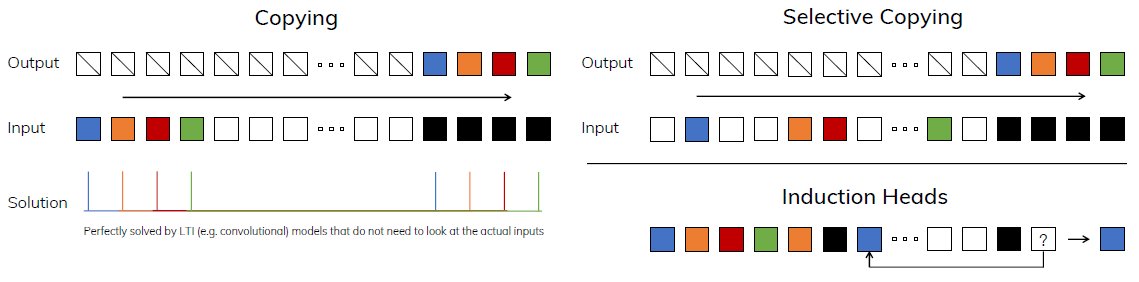 Copying
Output
Input
Solution
Perfectly solved by LTI (e.g. convolutional) models that do not need to look at the actual inputs
Selective Copying
Output
Input
Induction Heads
?